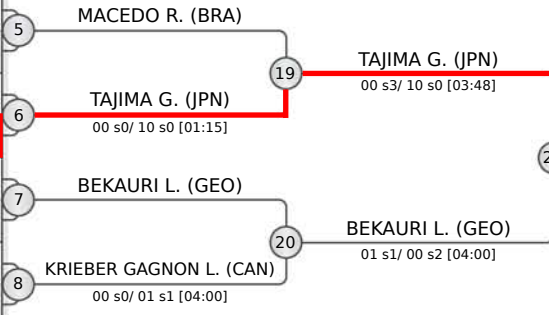 5
MACEDO R. (BRA)
19
TAJIMA G. (JPN)
00 s3/ 10 s0 [03:48]
6
TAJIMA G. (JPN)
00 s0/ 10 s0 [01:15]
7
BEKAURI L. (GEO)
20
BEKAURI L. (GEO)
01 s1/ 00 s2 [04:00]
8
KRIEBER GAGNON L. (CAN)
00 s0/ 01 s1 [04:00]